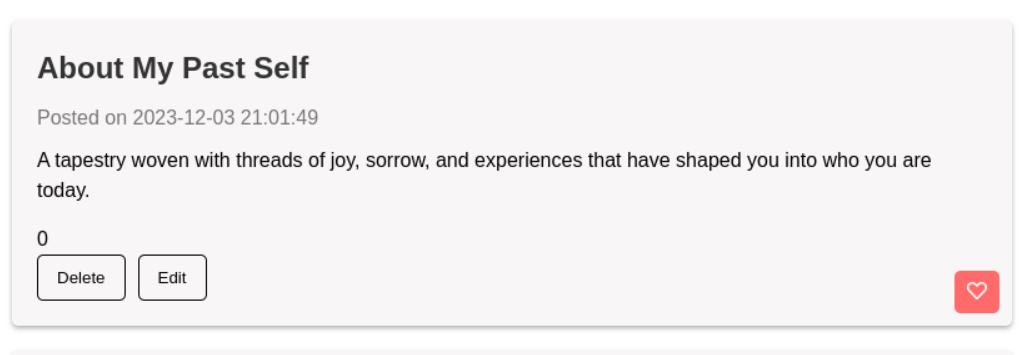 About My Past Self
Posted on 2023-12-03 21:01:49
A tapestry woven with threads of joy, sorrow, and experiences that have shaped you into who you are
today.
0
Delete Edit